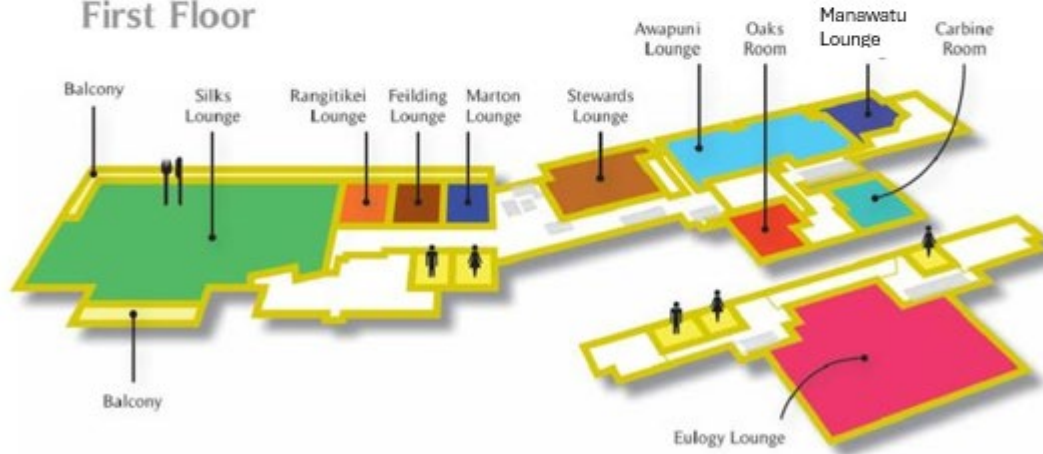 First Floor
Balcony
Silks
Lounge
Rangitikei
Lounge
Feilding
Lounge
Marton
Lounge
Stewards
Lounge
Awapuni
Lounge
Oaks
Room
Manawatu
Lounge
Carbine
Room
Balcony
Eulogy Lounge